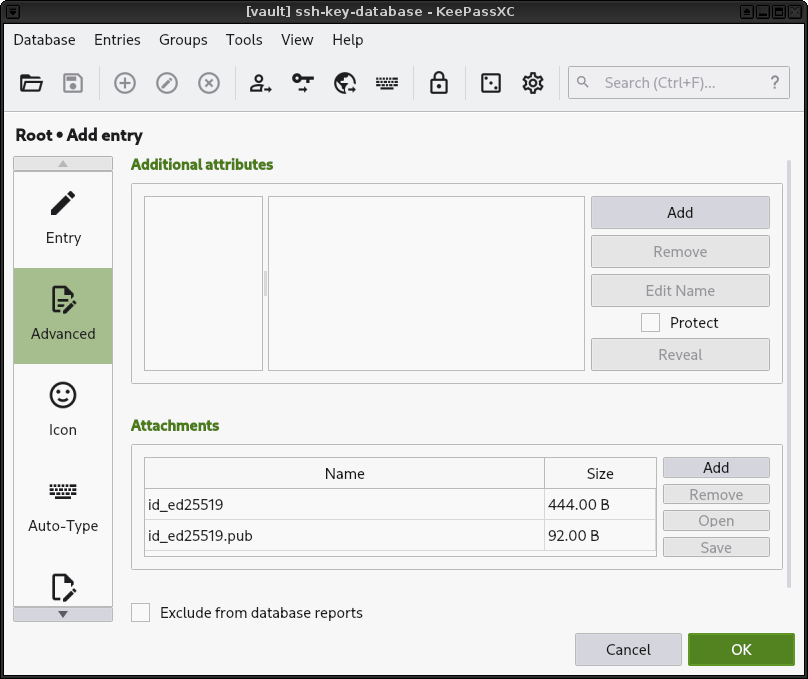 [vault] ssh-key-database - KeePassXC
Database Entries Groups Tools View Help
Search (Ctrl+F)... ?
Root • Add entry
Entry
Advanced
Icon
Auto-Type
Additional attributes
Add
Remove
Edit Name
Protect
Reveal
Attachments
Name Size
id_ed25519 444.00 B
id_ed25519.pub 92.00 B
Add
Remove
Open
Save
Exclude from database reports
Cancel OK